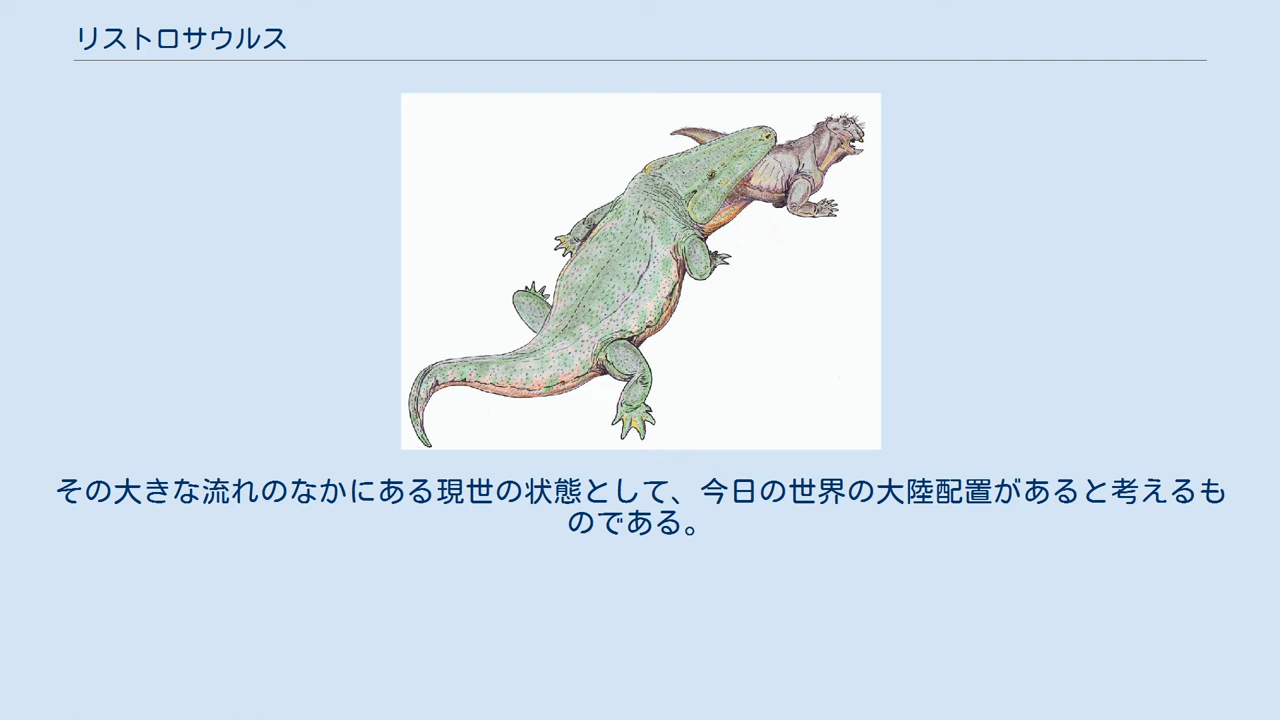 リストロサウルス
その大きな流れのなかにある現世の状態として、今日の世界の大陸配置があると考えるも
のである。